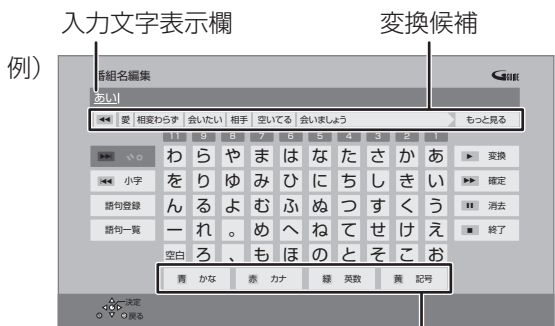 入力文字表示欄 変換候補
例）
番組名編集 GGUIDE
あい
◀◀ 愛 相変わらず 会いたい 相手 空いてる 会いましょう もっと見る
11 9 8 7 6 5 4 3 2 1
▶▶ ゛゜ わ ら や ま は な た さ か あ ▶ 変換
|◀◀ 小字 を り ゆ み ひ に ち し き い ▶▶ 確定
語句登録 ん る よ む ふ ぬ つ す く う ⏸ 消去
語句一覧 ー れ 。 め へ ね て せ け え ■ 終了
空白 ろ 、 も ほ の と そ こ お
青 かな 赤 カナ 緑 英数 黄 記号
決定
戻る